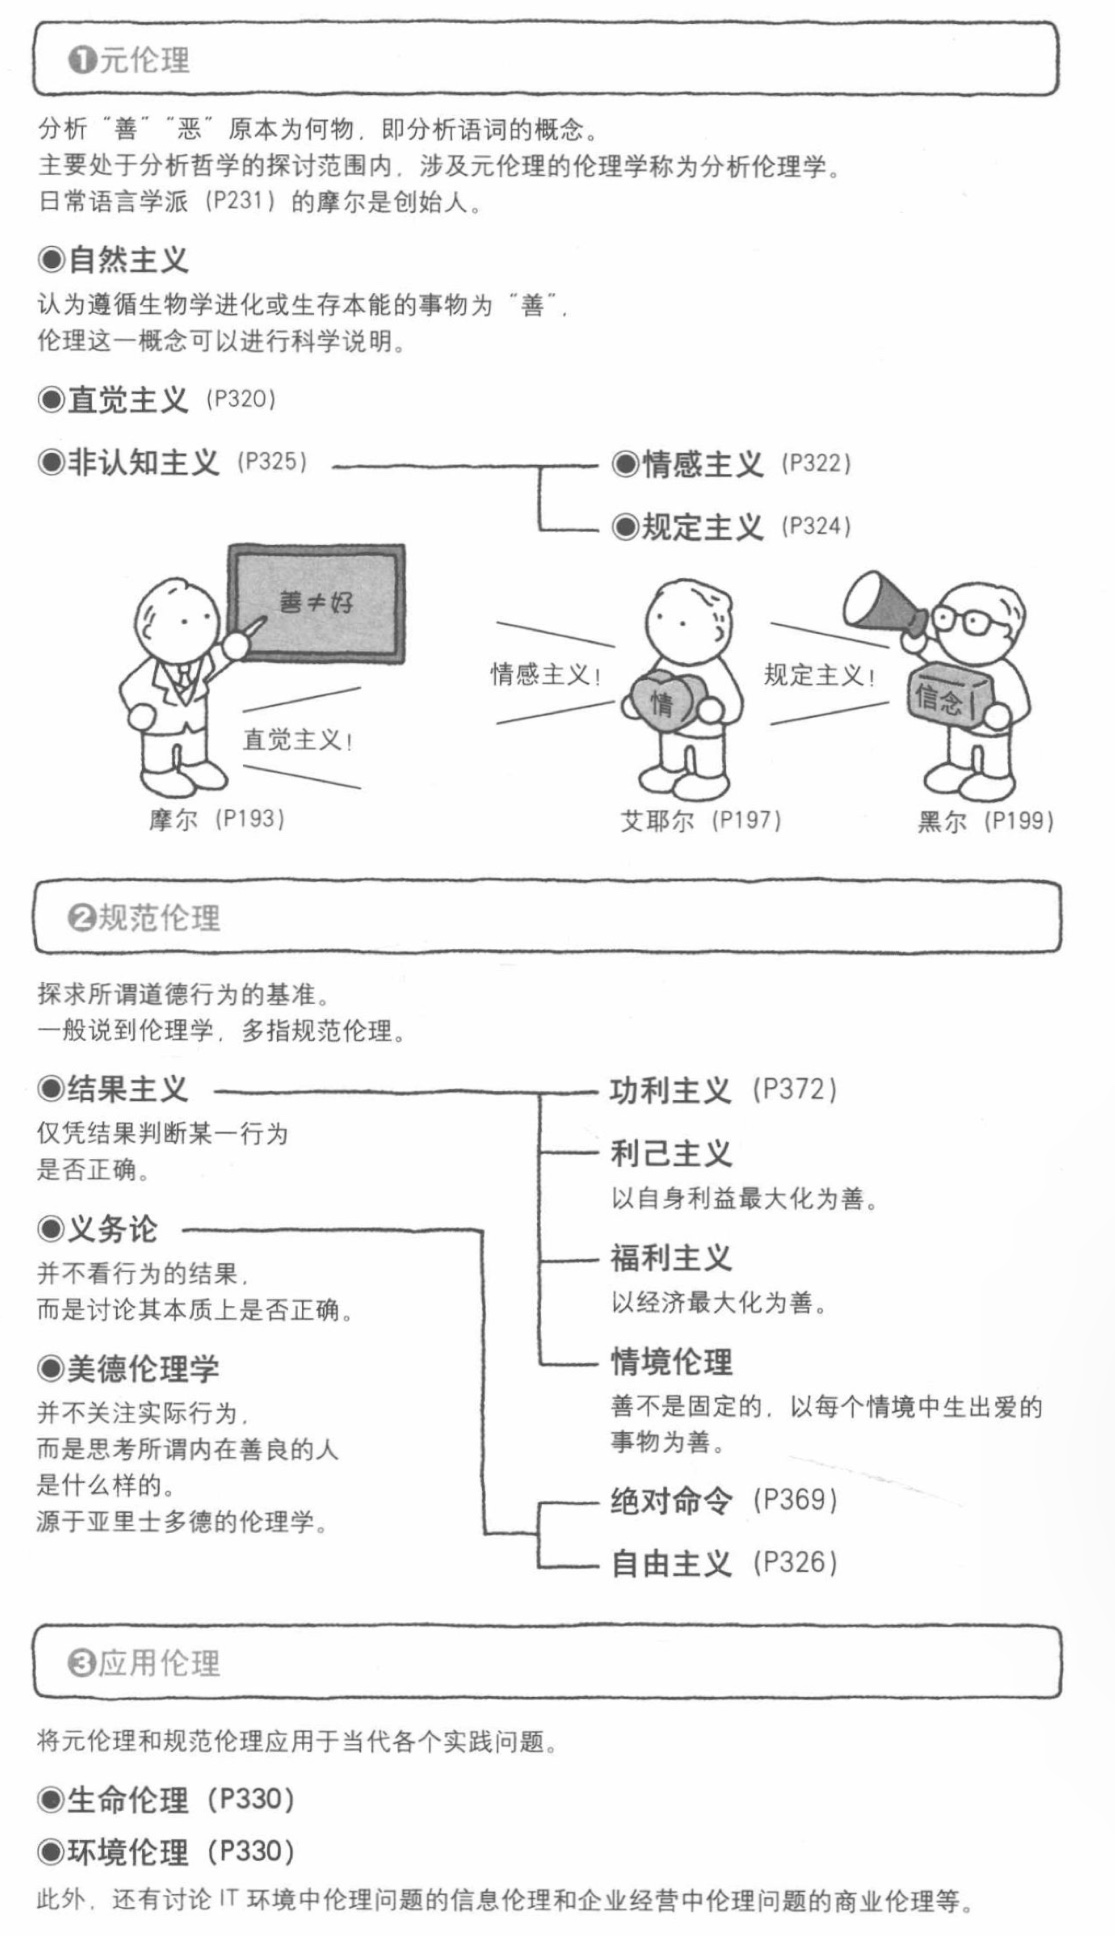 ❶元伦理
分析“善”“恶”原本为何物，即分析语词的概念。
主要处于分析哲学的探讨范围内，涉及元伦理的伦理学称为分析伦理学。
日常语言学派（P231）的摩尔是创始人。
◉自然主义
认为遵循生物学进化或生存本能的事物为“善”，
伦理这一概念可以进行科学说明。
◉直觉主义（P320）
◉非认知主义（P325）
◉情感主义（P322）
◉规定主义（P324）
善≠好
直觉主义！
摩尔（P193）
情感主义！
情
艾耶尔（P197）
规定主义！
信念
黑尔（P199）
❷规范伦理
探求所谓道德行为的基准。
一般说到伦理学，多指规范伦理。
◉结果主义
仅凭结果判断某一行为
是否正确。
◉义务论
并不看行为的结果，
而是讨论其本质上是否正确。
◉美德伦理学
并不关注实际行为，
而是思考所谓内在善良的人
是什么样的。
源于亚里士多德的伦理学。
功利主义（P372）
利己主义
以自身利益最大化为善。
福利主义
以经济最大化为善。
情境伦理
善不是固定的，以每个情境中生出爱的
事物为善。
绝对命令（P369）
自由主义（P326）
❸应用伦理
将元伦理和规范伦理应用于当代各个实践问题。
◉生命伦理（P330）
◉环境伦理（P330）
此外，还有讨论 IT 环境中伦理问题的信息伦理和企业经营中伦理问题的商业伦理等。